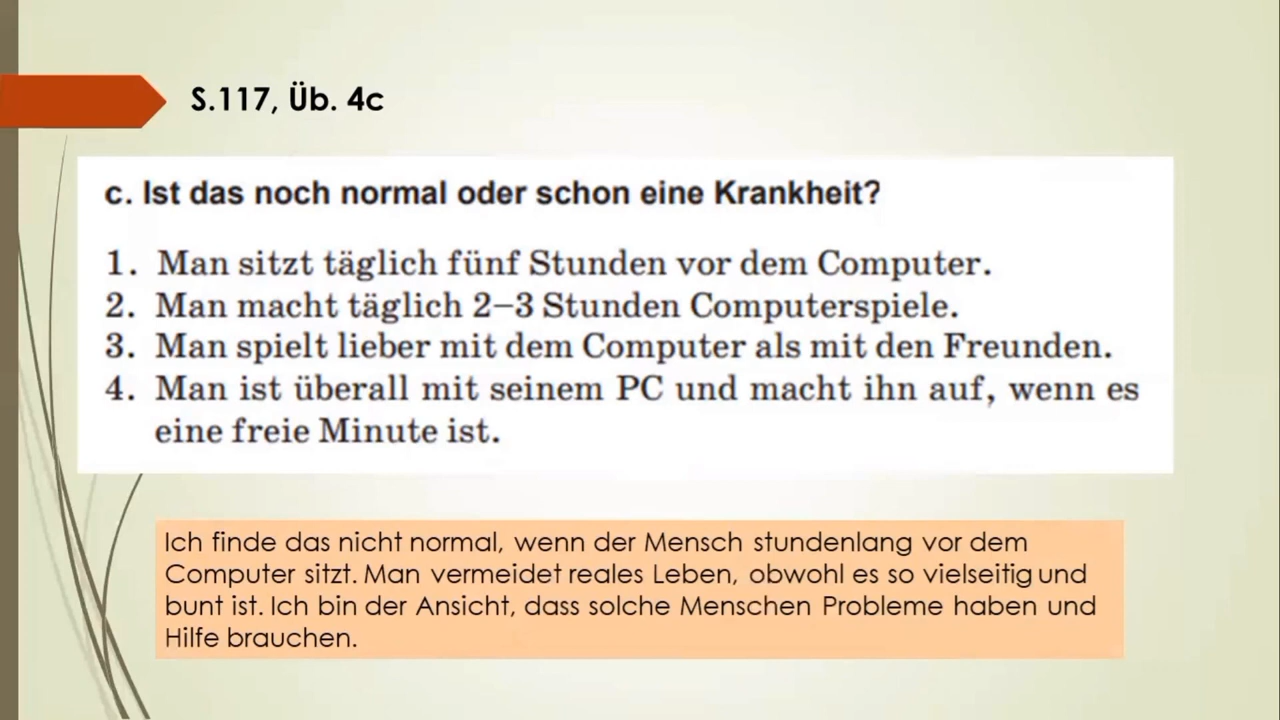 S.117, Üb. 4c
c. Ist das noch normal oder schon eine Krankheit?
1. Man sitzt täglich fünf Stunden vor dem Computer.
2. Man macht täglich 2–3 Stunden Computerspiele.
3. Man spielt lieber mit dem Computer als mit den Freunden.
4. Man ist überall mit seinem PC und macht ihn auf, wenn es
eine freie Minute ist.
Ich finde das nicht normal, wenn der Mensch stundenlang vor dem
Computer sitzt. Man vermeidet reales Leben, obwohl es so vielseitig und
bunt ist. Ich bin der Ansicht, dass solche Menschen Probleme haben und
Hilfe brauchen.